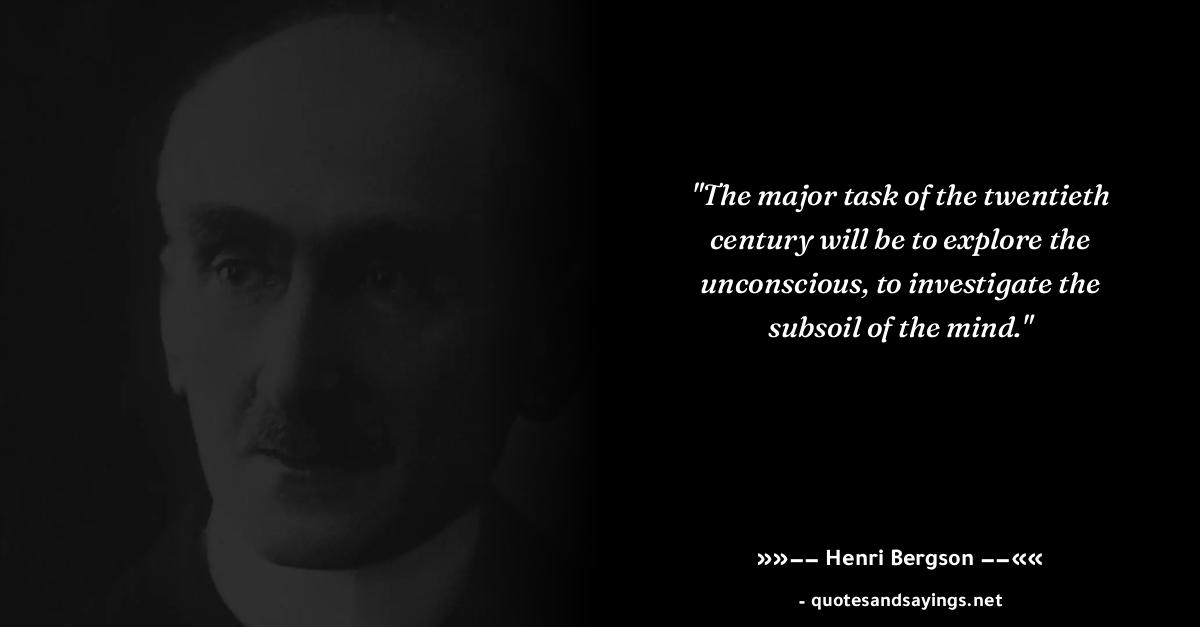 "The major task of the twentieth
century will be to explore the
unconscious, to investigate the
subsoil of the mind."
»»−− Henri Bergson −−««
- quotesandsayings.net